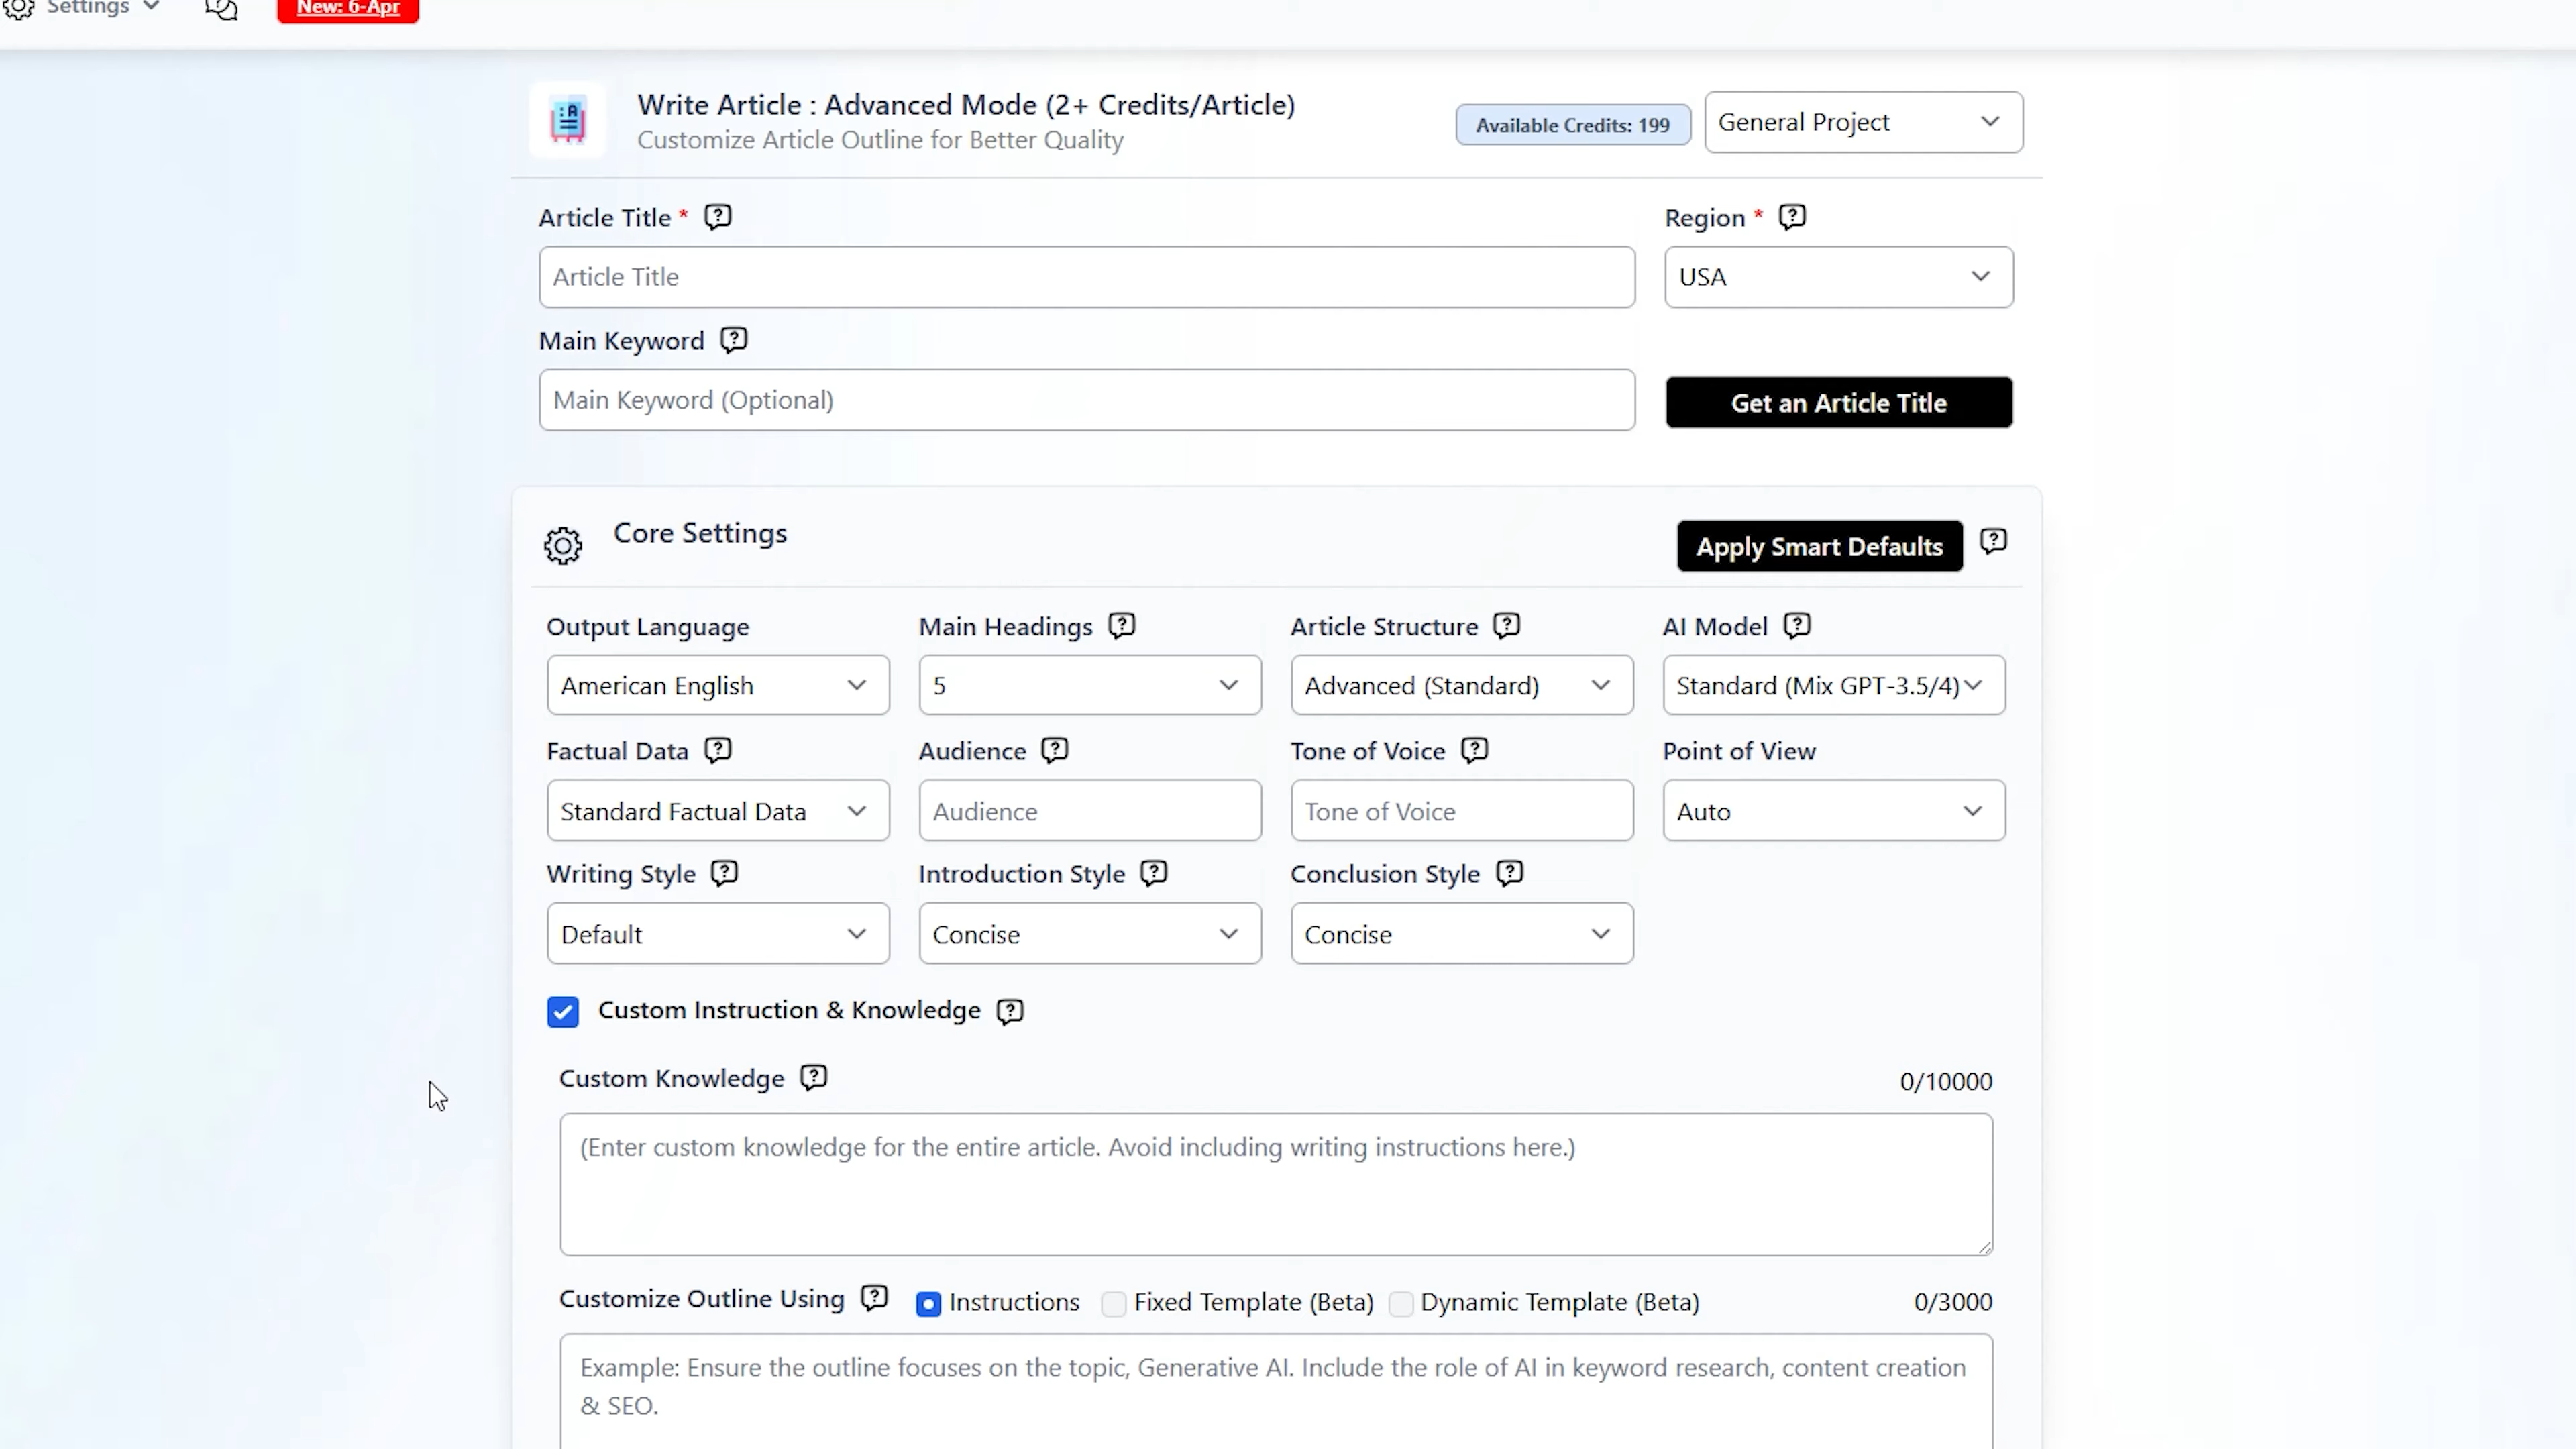 Settings
New: 6-Apr
Write Article : Advanced Mode (2+ Credits/Article)
Customize Article Outline for Better Quality
Available Credits: 199
General Project
Article Title *
Region *
Article Title
USA
Main Keyword
Main Keyword (Optional)
Get an Article Title
Core Settings
Apply Smart Defaults
Output Language
Main Headings
Article Structure
AI Model
American English
5
Advanced (Standard)
Standard (Mix GPT-3.5/4)
Factual Data
Audience
Tone of Voice
Point of View
Standard Factual Data
Audience
Tone of Voice
Auto
Writing Style
Introduction Style
Conclusion Style
Default
Concise
Concise
Custom Instruction & Knowledge
Custom Knowledge
0/10000
(Enter custom knowledge for the entire article. Avoid including writing instructions here.)
Customize Outline Using
Instructions
Fixed Template (Beta)
Dynamic Template (Beta)
0/3000
Example: Ensure the outline focuses on the topic, Generative AI. Include the role of AI in keyword research, content creation
& SEO.